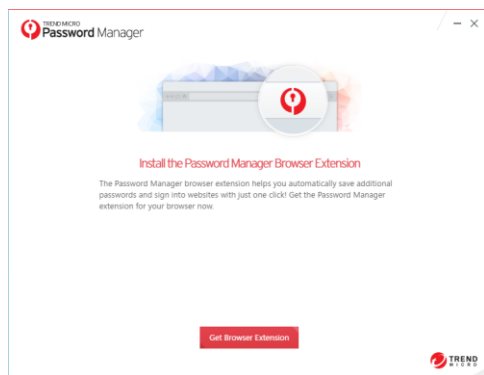 TREND MICRO
Password Manager
Install the Password Manager Browser Extension
The Password Manager browser extension helps you automatically save additional
passwords and sign into websites with just one click! Get the Password Manager
extension for your browser now.
Get Browser Extension
TREND
MICRO